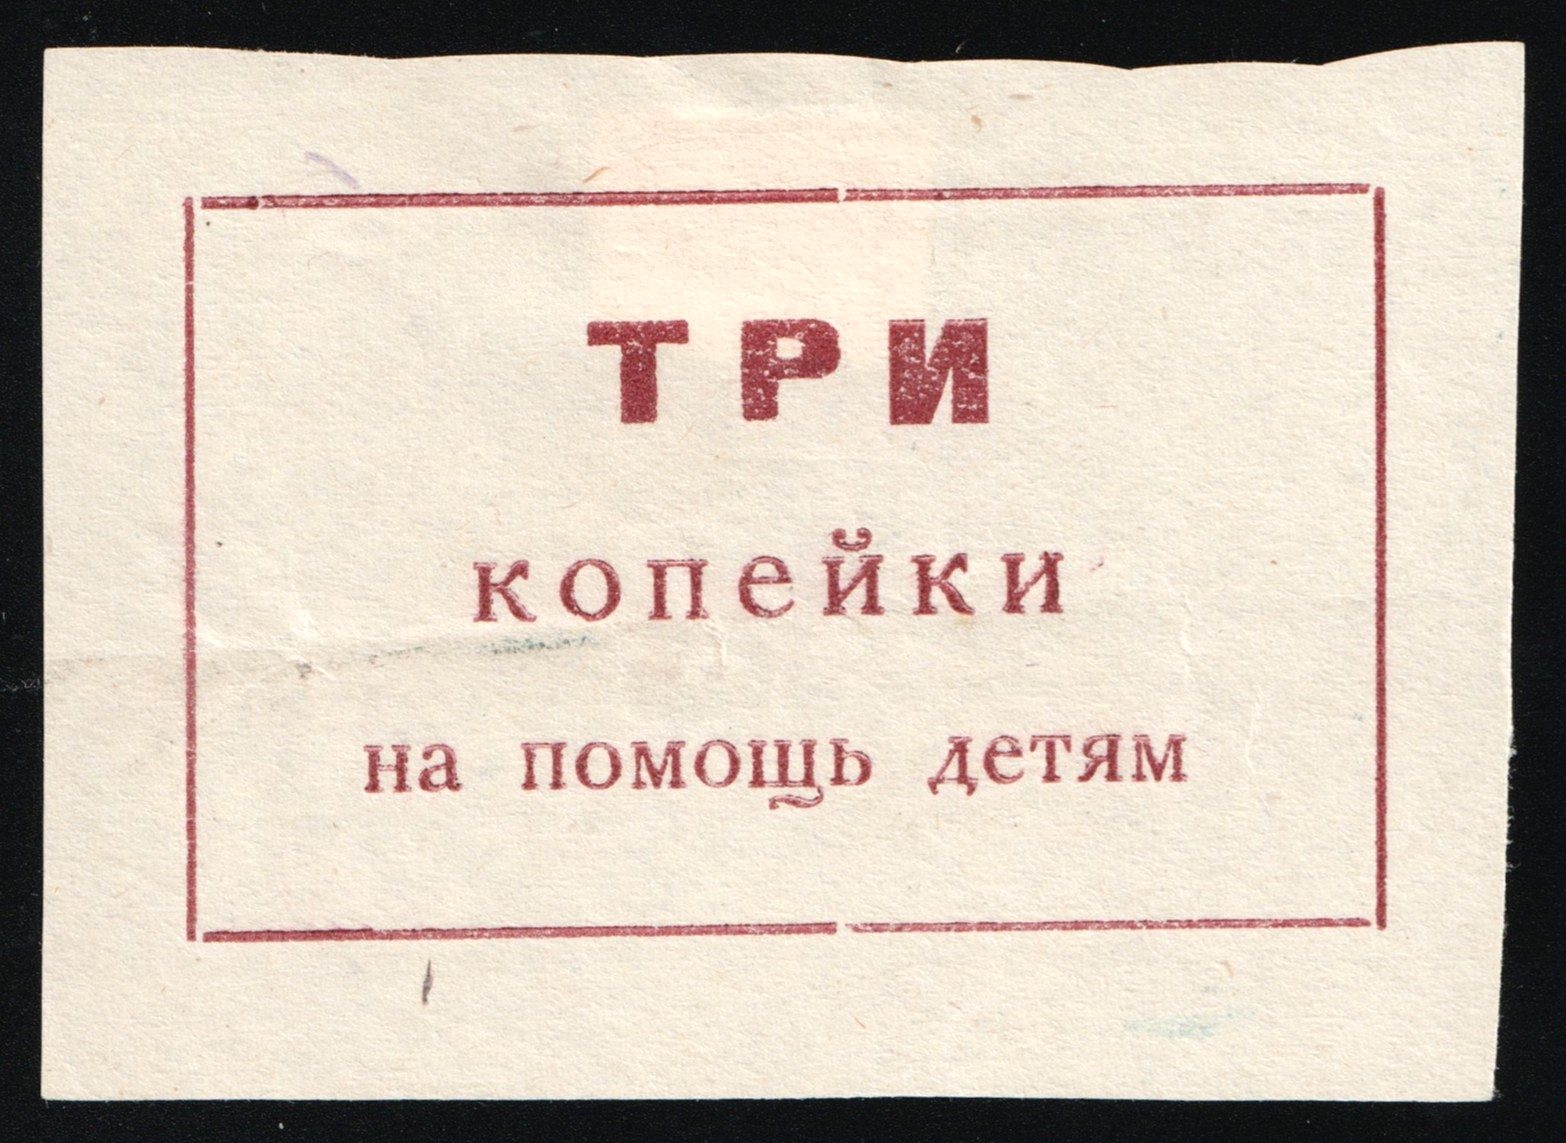 ТРИ
копейки
на помощь детям